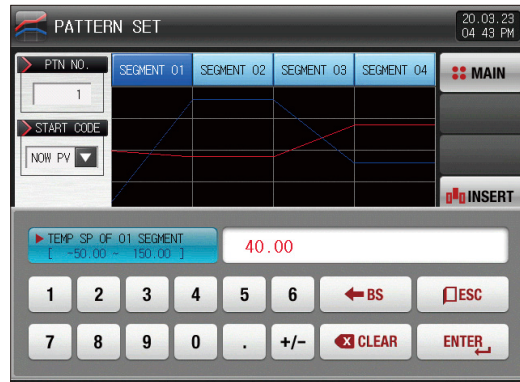 PATTERN SET
20.03.23
04 43 PM
PTN NO.
1
START CODE
NOW PV
SEGMENT 01 SEGMENT 02 SEGMENT 03 SEGMENT 04
MAIN
INSERT
TEMP SP OF 01 SEGMENT
[ -50.00 ~ 150.00 ]
40.00
1 2 3 4 5 6 BS ESC
7 8 9 0 . +/- CLEAR ENTER